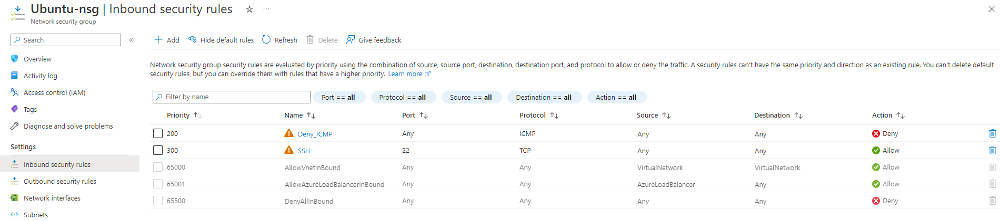 Ubuntu-nsg | Inbound security rules
Network security group
Search
Add Hide default rules Refresh Delete Give feedback
Overview
Activity log
Access control (IAM)
Tags
Diagnose and solve problems
Settings
Inbound security rules
Outbound security rules
Network interfaces
Subnets
Network security group security rules are evaluated by priority using the combination of source, source port, destination, destination port, and protocol to allow or deny the traffic. A security rules can't have the same priority and direction as an existing rule. You can't delete default
security rules, but you can override them with rules that have a higher priority. Learn more
Filter by name Port == all Protocol == all Source == all Destination == all Action == all
Priority Name Port Protocol Source Destination Action
200 Deny_ICMP Any ICMP Any Any Deny
300 SSH 22 TCP Any Any Allow
65000 AllowVnetInBound Any Any VirtualNetwork VirtualNetwork Allow
65001 AllowAzureLoadBalancerInBound Any Any AzureLoadBalancer Any Allow
65500 DenyAllInBound Any Any Any Any Deny